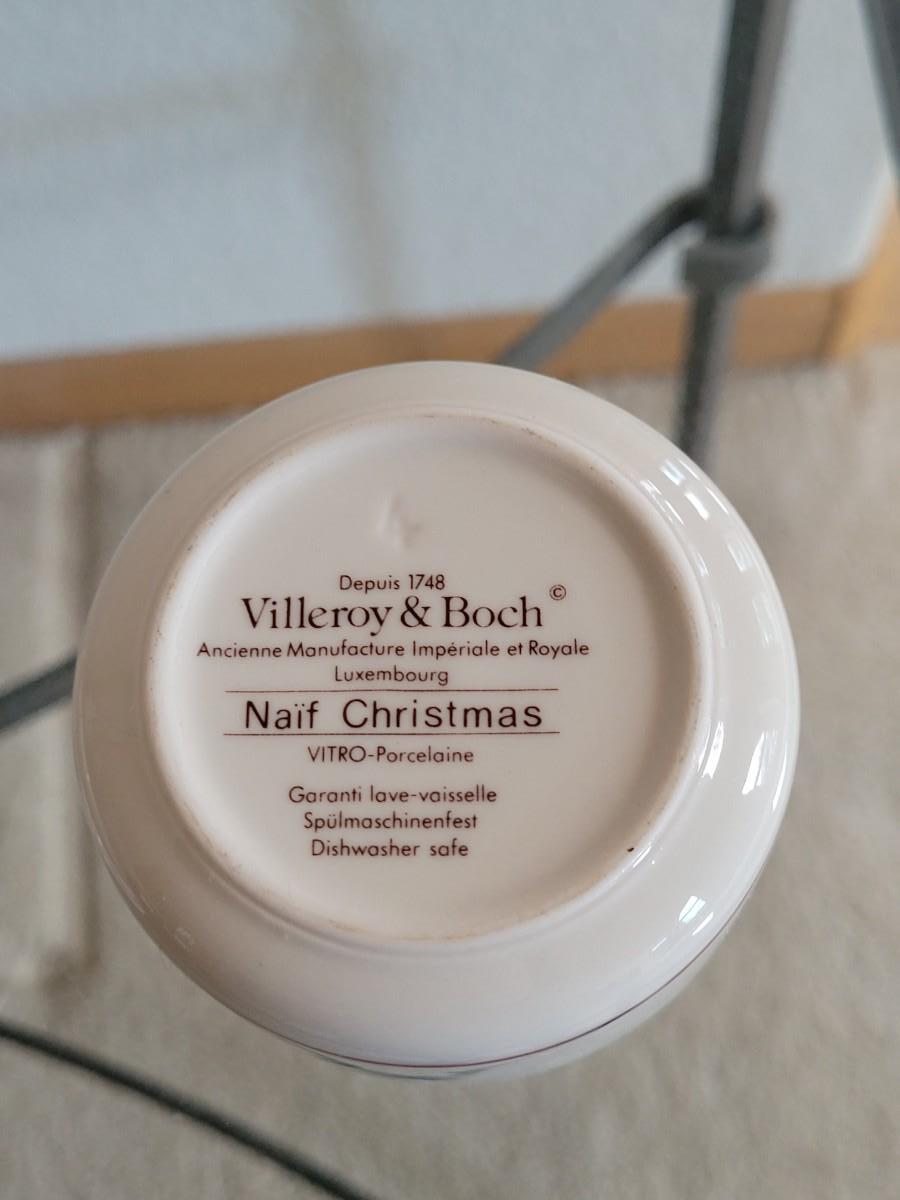 Depuis 1748
Villeroy & Boch ©
Ancienne Manufacture Impériale et Royale
Luxembourg
Naïf Christmas
VITRO-Porcelaine
Garanti lave-vaisselle
Spülmaschinenfest
Dishwasher safe